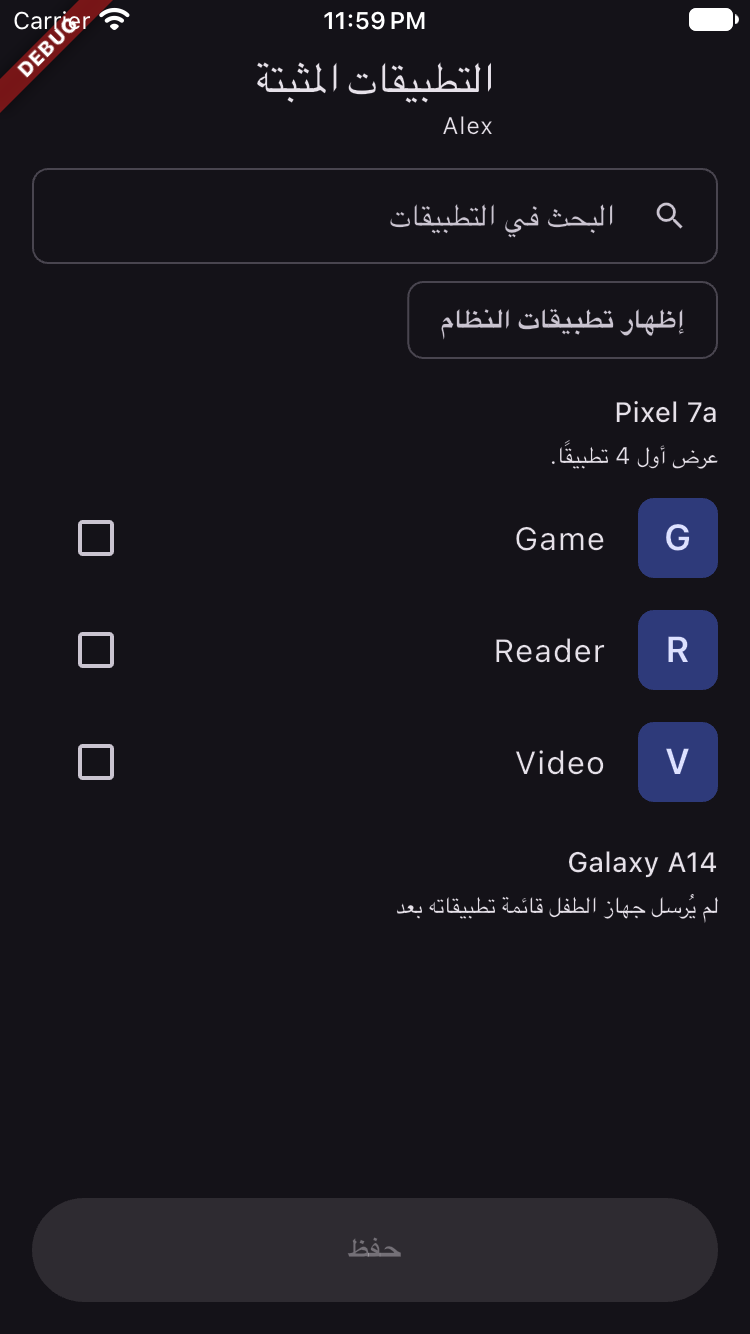 Carrier 11:59 PM
DEBUG
التطبيقات المثبتة
Alex
البحث في التطبيقات
إظهار تطبيقات النظام
Pixel 7a
عرض أول 4 تطبيقًا.
G Game
R Reader
V Video
Galaxy A14
لم يُرسل جهاز الطفل قائمة تطبيقاته بعد
حفظ